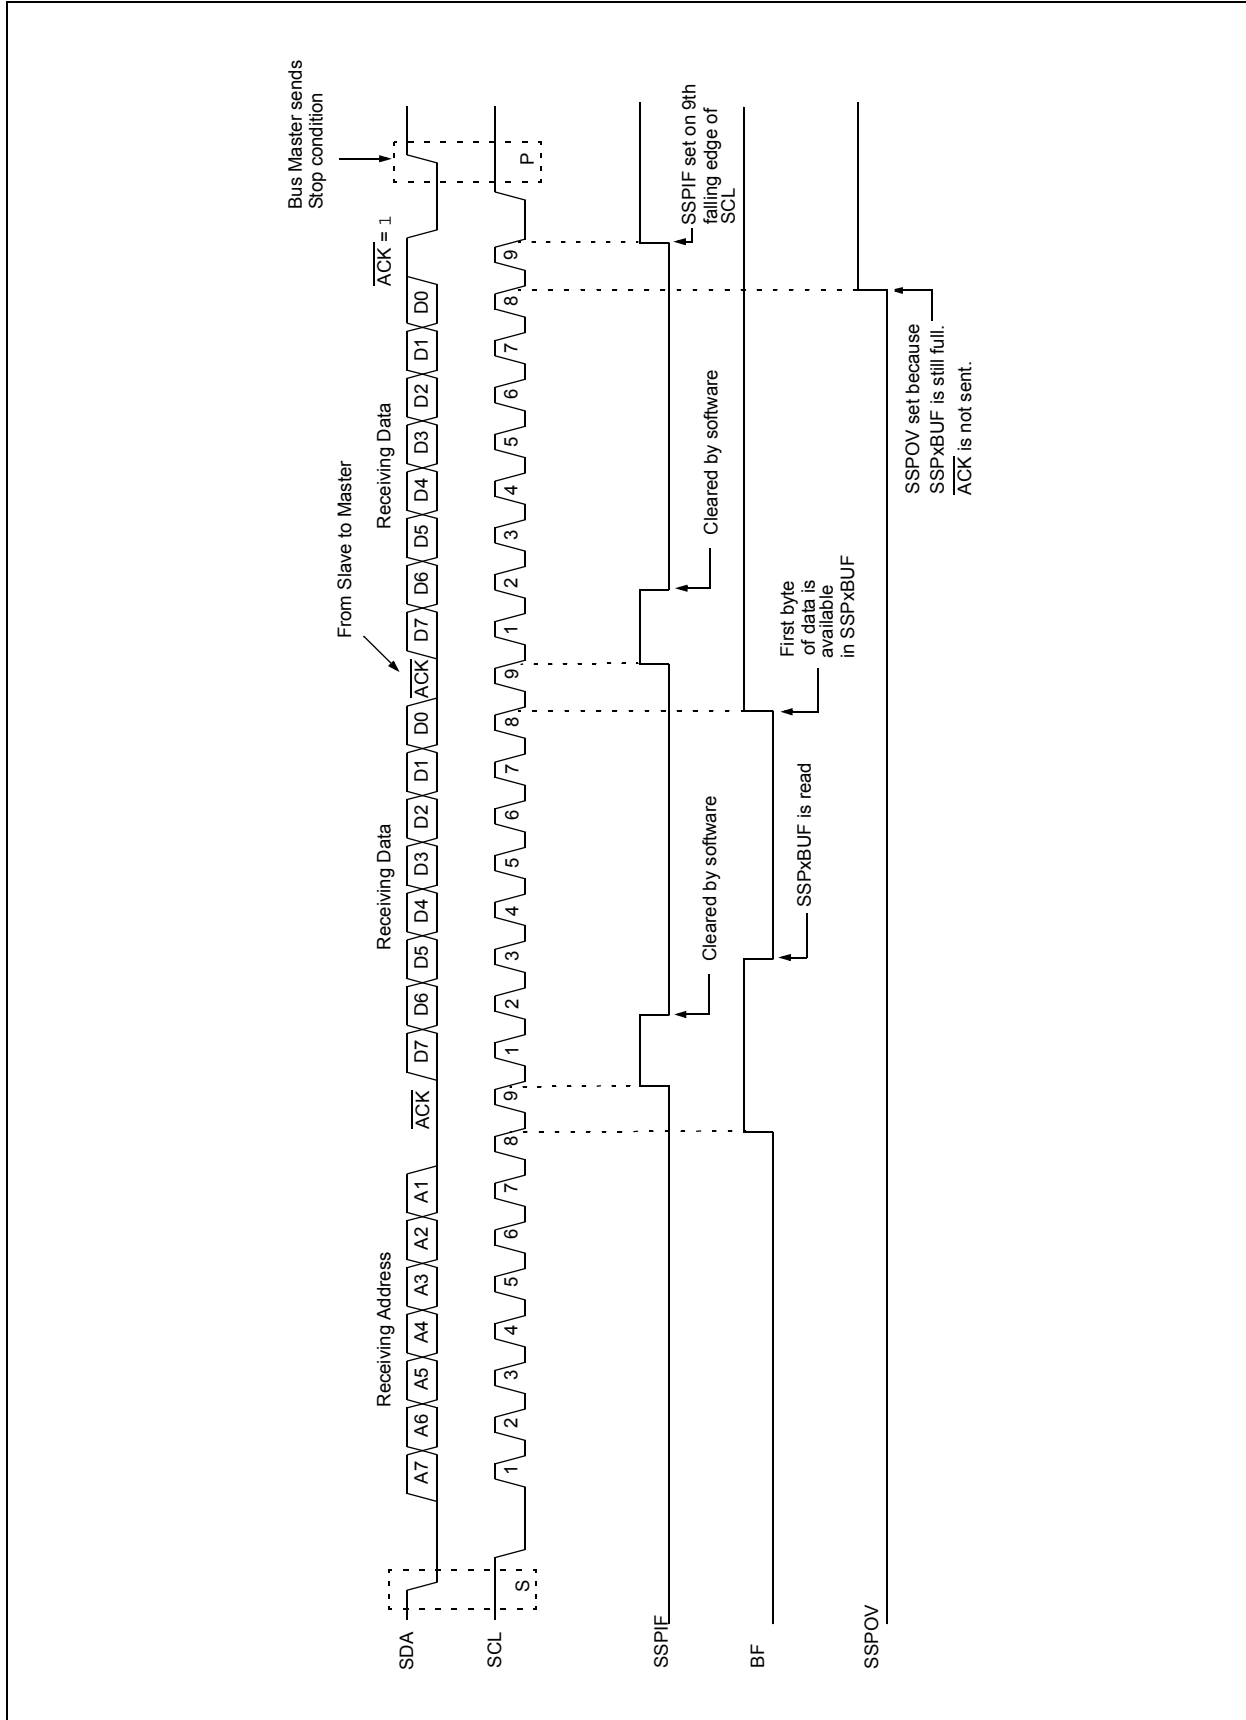 Bus Master sends
Stop condition
From Slave to Master
Receiving Address
Receiving Data
Receiving Data
ACK = 1
SDA
A7 A6 A5 A4 A3 A2 A1
ACK
D7 D6 D5 D4 D3 D2 D1 D0
ACK
D7 D6 D5 D4 D3 D2 D1 D0
SCL
S
1 2 3 4 5 6 7 8 9
1 2 3 4 5 6 7 8 9
1 2 3 4 5 6 7 8 9
P
SSPIF
Cleared by software
Cleared by software
SSPIF set on 9th
falling edge of
SCL
BF
SSPxBUF is read
First byte
of data is
available
in SSPxBUF
SSPOV
SSPOV set because
SSPxBUF is still full.
ACK is not sent.